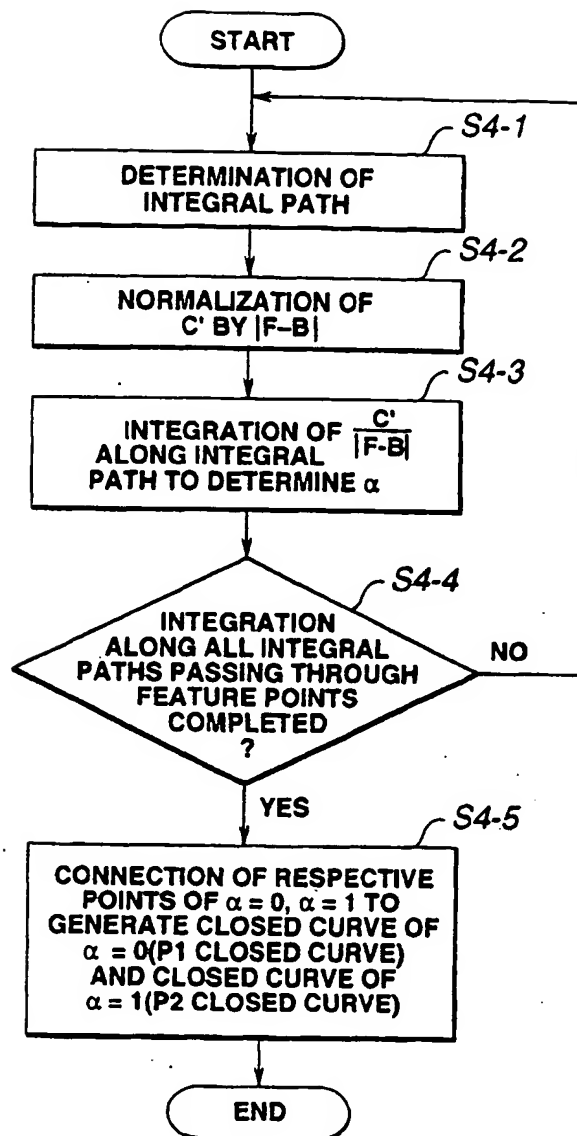 START
S4-1
DETERMINATION OF
INTEGRAL PATH
S4-2
NORMALIZATION OF
C' BY |F–B|
S4-3
INTEGRATION OF C'/|F-B|
ALONG INTEGRAL
PATH TO DETERMINE α
S4-4
INTEGRATION
ALONG ALL INTEGRAL
PATHS PASSING THROUGH
FEATURE POINTS
COMPLETED
?
NO
YES
S4-5
CONNECTION OF RESPECTIVE
POINTS OF α = 0, α = 1 TO
GENERATE CLOSED CURVE OF
α = 0(P1 CLOSED CURVE)
AND CLOSED CURVE OF
α = 1(P2 CLOSED CURVE)
END